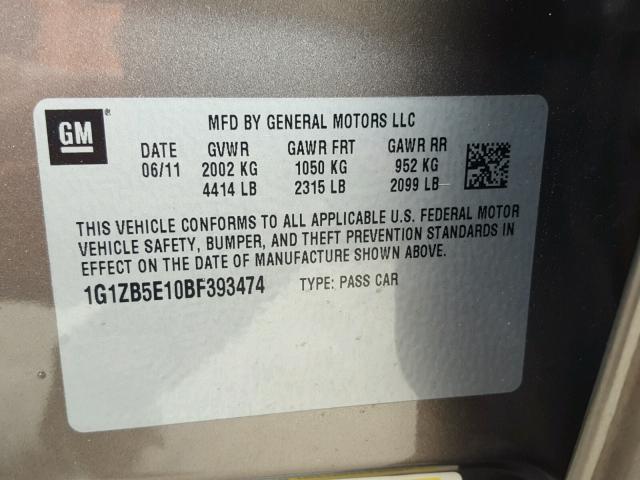 GM
MFD BY GENERAL MOTORS LLC
DATE GVWR GAWR FRT GAWR RR
06/11 2002 KG 1050 KG 952 KG
4414 LB 2315 LB 2099 LB
THIS VEHICLE CONFORMS TO ALL APPLICABLE U.S. FEDERAL MOTOR
VEHICLE SAFETY, BUMPER, AND THEFT PREVENTION STANDARDS IN
EFFECT ON THE DATE OF MANUFACTURE SHOWN ABOVE.
1G1ZB5E10BF393474 TYPE: PASS CAR